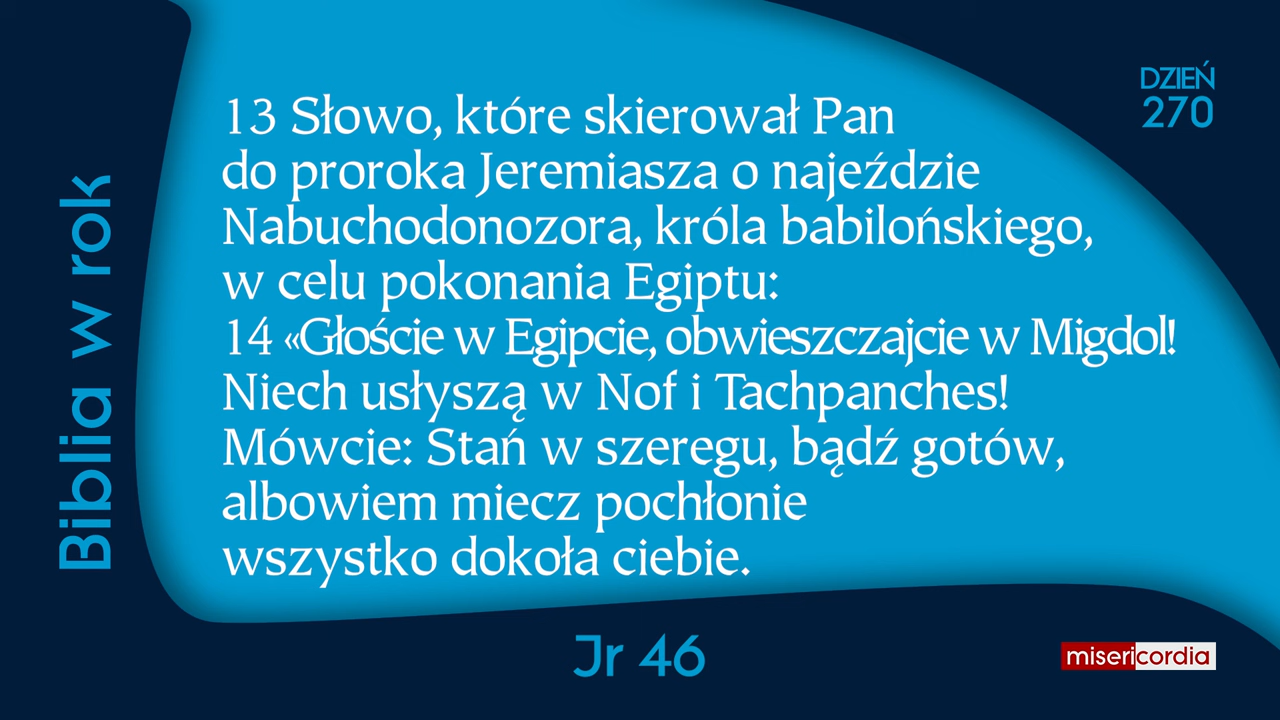 DZIEŃ
270
13 Słowo, które skierował Pan
do proroka Jeremiasza o najeździe
Nabuchodonozora, króla babilońskiego,
w celu pokonania Egiptu:
14 «Głoście w Egipcie, obwieszczajcie w Migdol!
Niech usłyszą w Nof i Tachpanches!
Mówcie: Stań w szeregu, bądź gotów,
albowiem miecz pochłonie
wszystko dokoła ciebie.
Biblia w rok
Jr 46
misericordia